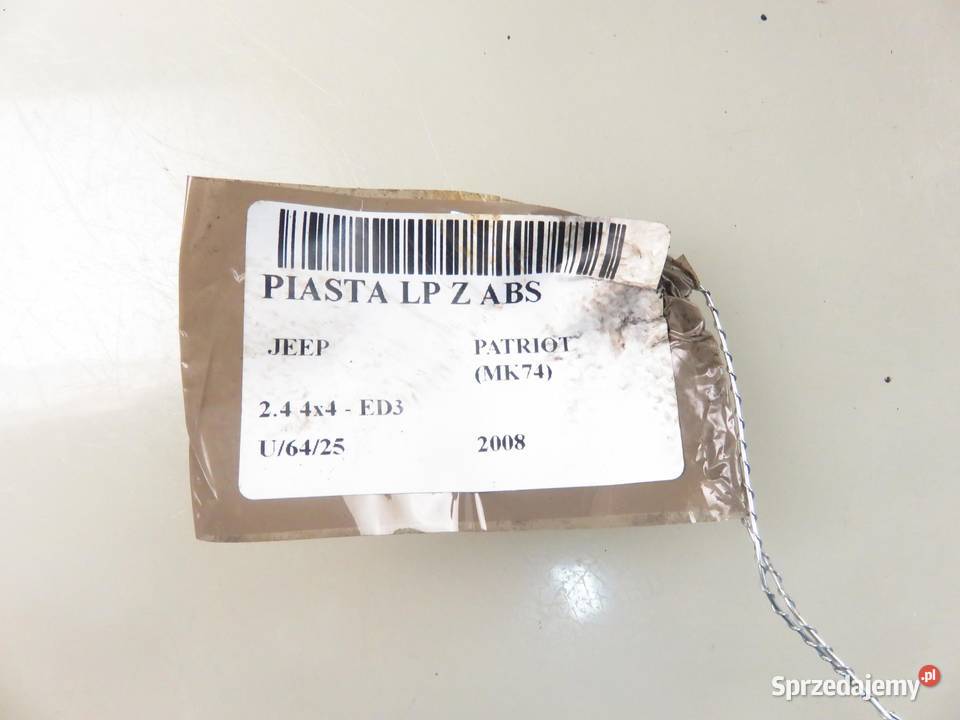 PIASTA LP Z ABS
JEEP PATRIOT
(MK74)
2.4 4x4 - ED3
U/64/25 2008
Sprzedajemy.pl